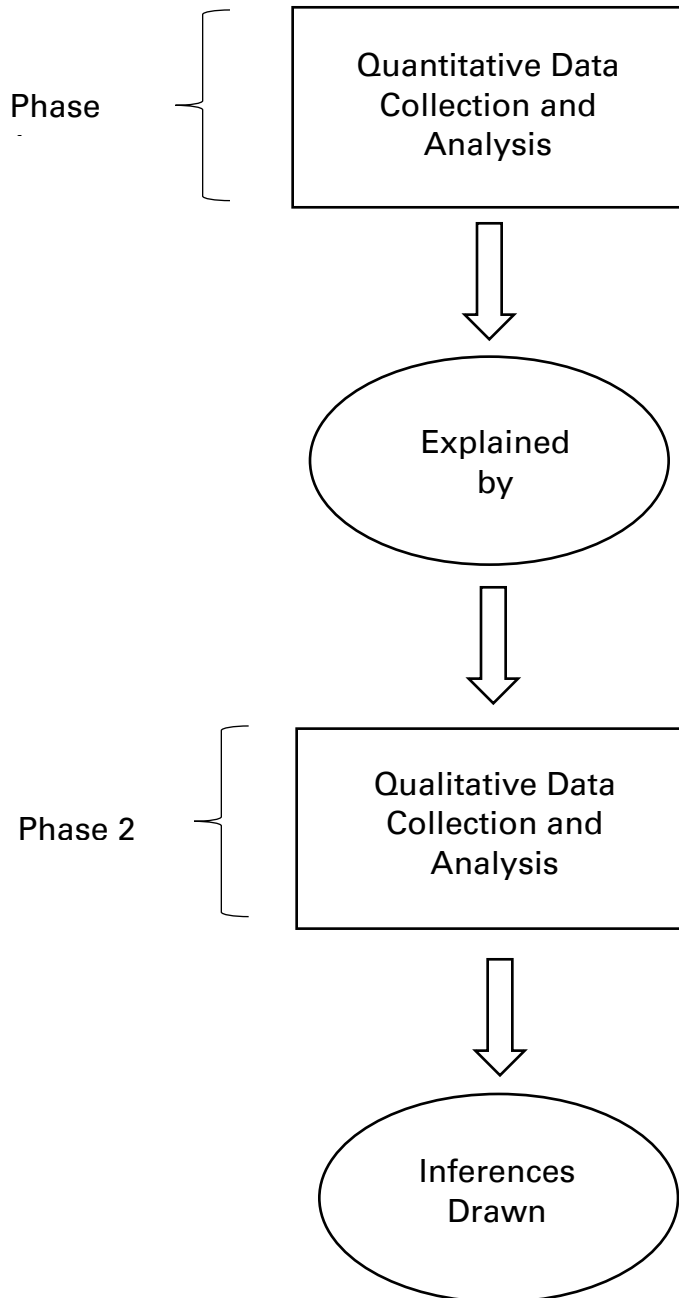 Quantitative Data
Collection and
Analysis
Phase
Explained
by
Qualitative Data
Collection and
Analysis
Phase 2
Inferences
Drawn